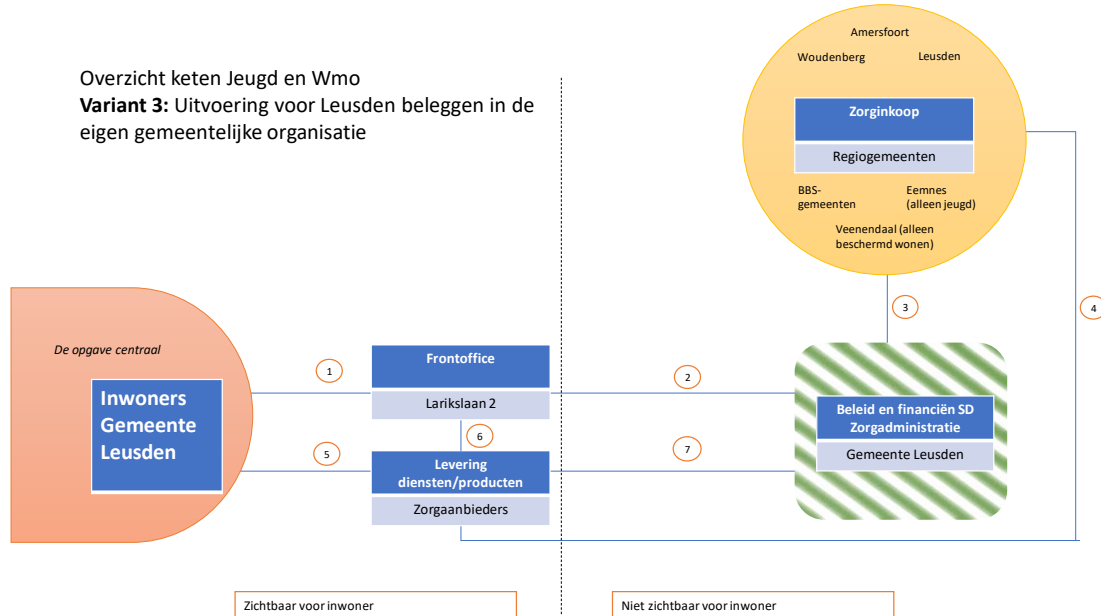 Overzicht keten Jeugd en Wmo
Variant 3: Uitvoering voor Leusden beleggen in de
eigen gemeentelijke organisatie
Amersfoort
Woudenberg
Leusden
Zorginkoop
Regiogemeenten
BBS-
gemeenten
Eemnes
(alleen jeugd)
Veenendaal (alleen
beschermd wonen)
3
4
De opgave centraal
Inwoners
Gemeente
Leusden
1
Frontoffice
Larikslaan 2
2
Beleid en financiën SD
Zorgadministratie
Gemeente Leusden
6
5
Levering
diensten/producten
Zorgaanbieders
7
Zichtbaar voor inwoner
Niet zichtbaar voor inwoner